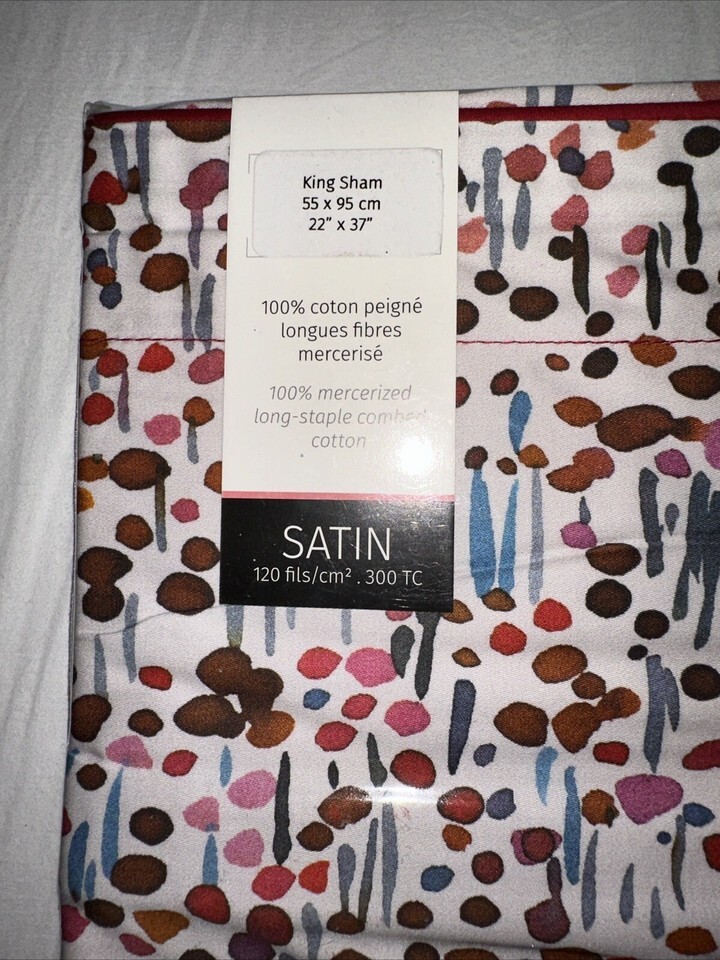 King Sham
55 x 95 cm
22” x 37”
100% coton peigné
longues fibres
mercerisé
100% mercerized
long-staple combed
cotton
SATIN
120 fils/cm² . 300 TC